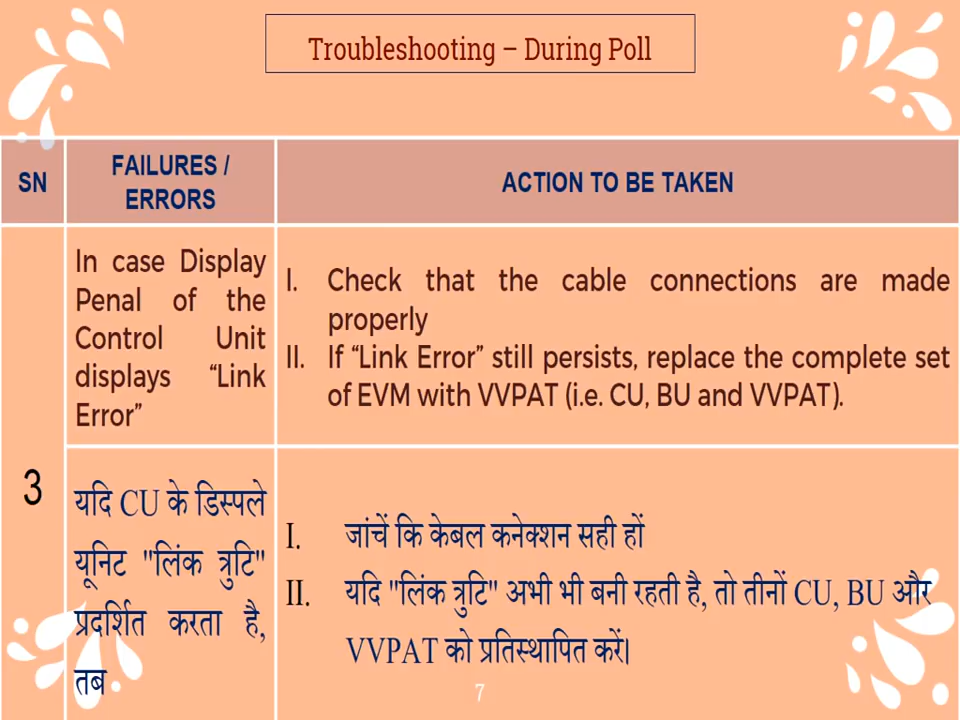 Troubleshooting – During Poll
SN
FAILURES /
ERRORS
ACTION TO BE TAKEN
3
In case Display
Penal of the
Control Unit
displays “Link
Error”
I. Check that the cable connections are made
properly
II. If “Link Error” still persists, replace the complete set
of EVM with VVPAT (i.e. CU, BU and VVPAT).
यदि CU के डिस्पले
यूनिट "लिंक त्रुटि"
प्रदर्शित करता है,
तब
I. जांचें कि केबल कनेक्शन सही हों
II. यदि "लिंक त्रुटि" अभी भी बनी रहती है, तो तीनों CU, BU और
VVPAT को प्रतिस्थापित करें।
7